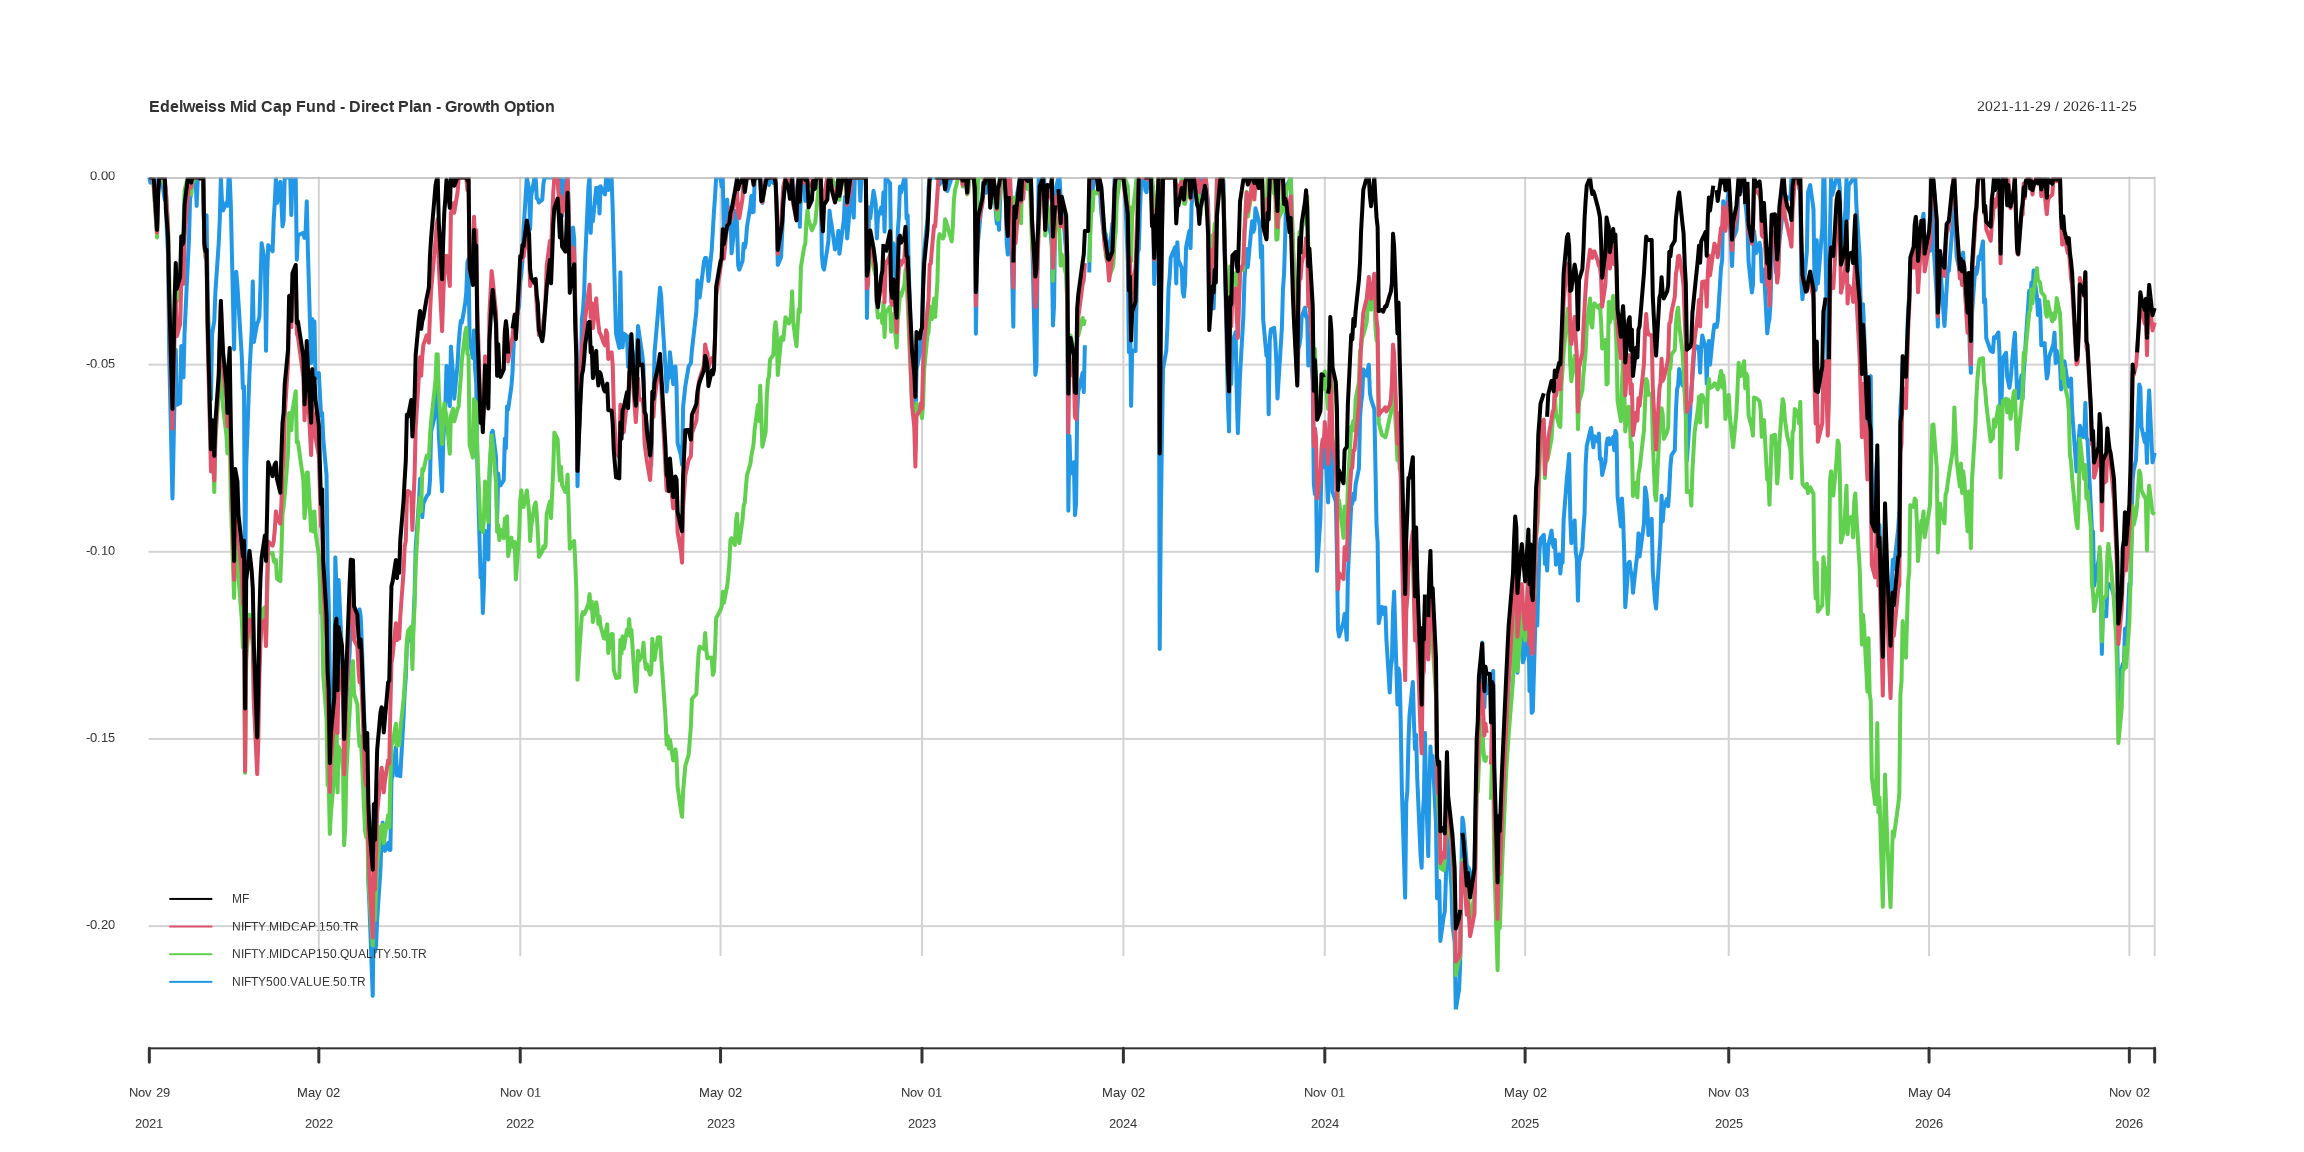 Edelweiss Mid Cap Fund - Direct Plan - Growth Option
2021-11-29 / 2026-11-25
0.00
-0.05
-0.10
-0.15
-0.20
MF
NIFTY.MIDCAP.150.TR
NIFTY.MIDCAP150.QUALITY.50.TR
NIFTY500.VALUE.50.TR
Nov 29 May 02 Nov 01 May 02 Nov 01 May 02 Nov 01 May 02 Nov 03 May 04 Nov 02
2021 2022 2022 2023 2023 2024 2024 2025 2025 2026 2026